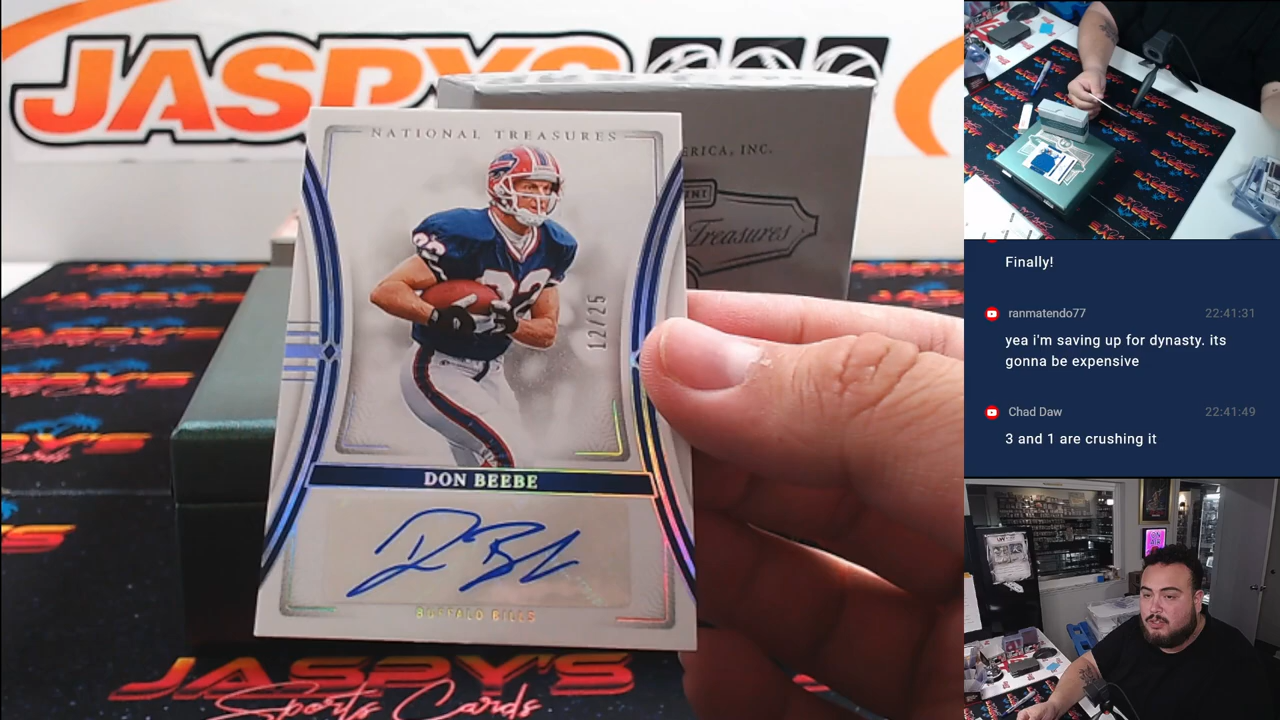 JASPY'S
NATIONAL TREASURES
ERICA, INC.
Treasures
12/25
DON BEEBE
BUFFALO BILLS
JASPY'S
Sports Cards
Finally!
ranmatendo77 22:41:31
yea i'm saving up for dynasty. its
gonna be expensive
Chad Daw 22:41:49
3 and 1 are crushing it